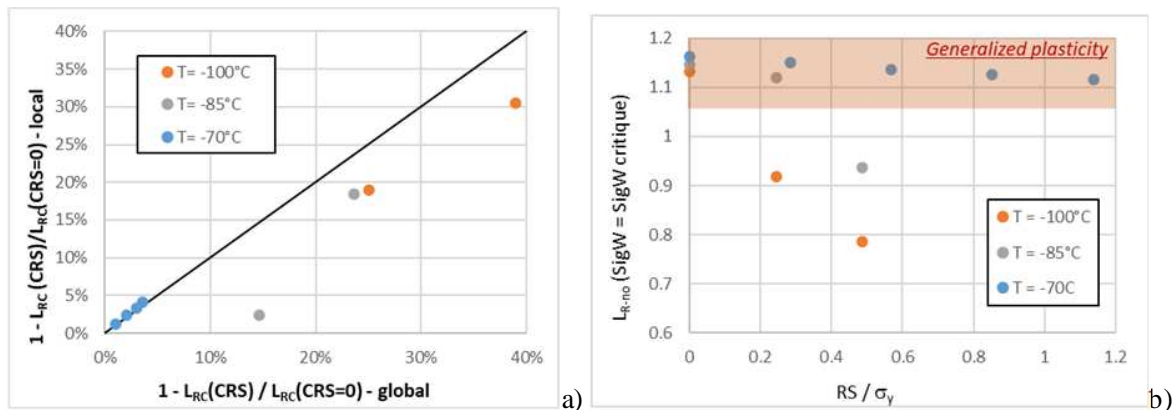 40%
35%
30%
25%
20%
15%
10%
5%
0%
1 - L_RC (CRS)/L_RC(CRS=0) - local
T= -100°C
T= -85°C
T= -70°C
0% 10% 20% 30% 40%
1 - L_RC(CRS) / L_RC(CRS=0) - global
a)
1.2
1.1
1
0.9
0.8
0.7
0.6
L_R-no (SigW = SigW critique)
Generalized plasticity
T = -100°C
T = -85°C
T = -70C
0 0.2 0.4 0.6 0.8 1 1.2
RS / σ_y
b)